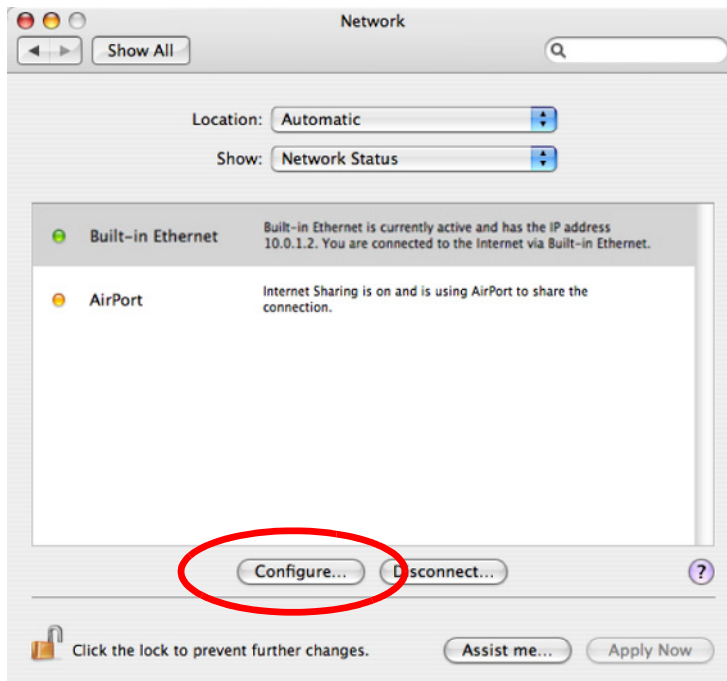 Network
Show All
Location: Automatic
Show: Network Status
Built-in Ethernet
Built-in Ethernet is currently active and has the IP address
10.0.1.2. You are connected to the Internet via Built-in Ethernet.
AirPort
Internet Sharing is on and is using AirPort to share the
connection.
Configure... Disconnect... ?
Click the lock to prevent further changes. Assist me... Apply Now